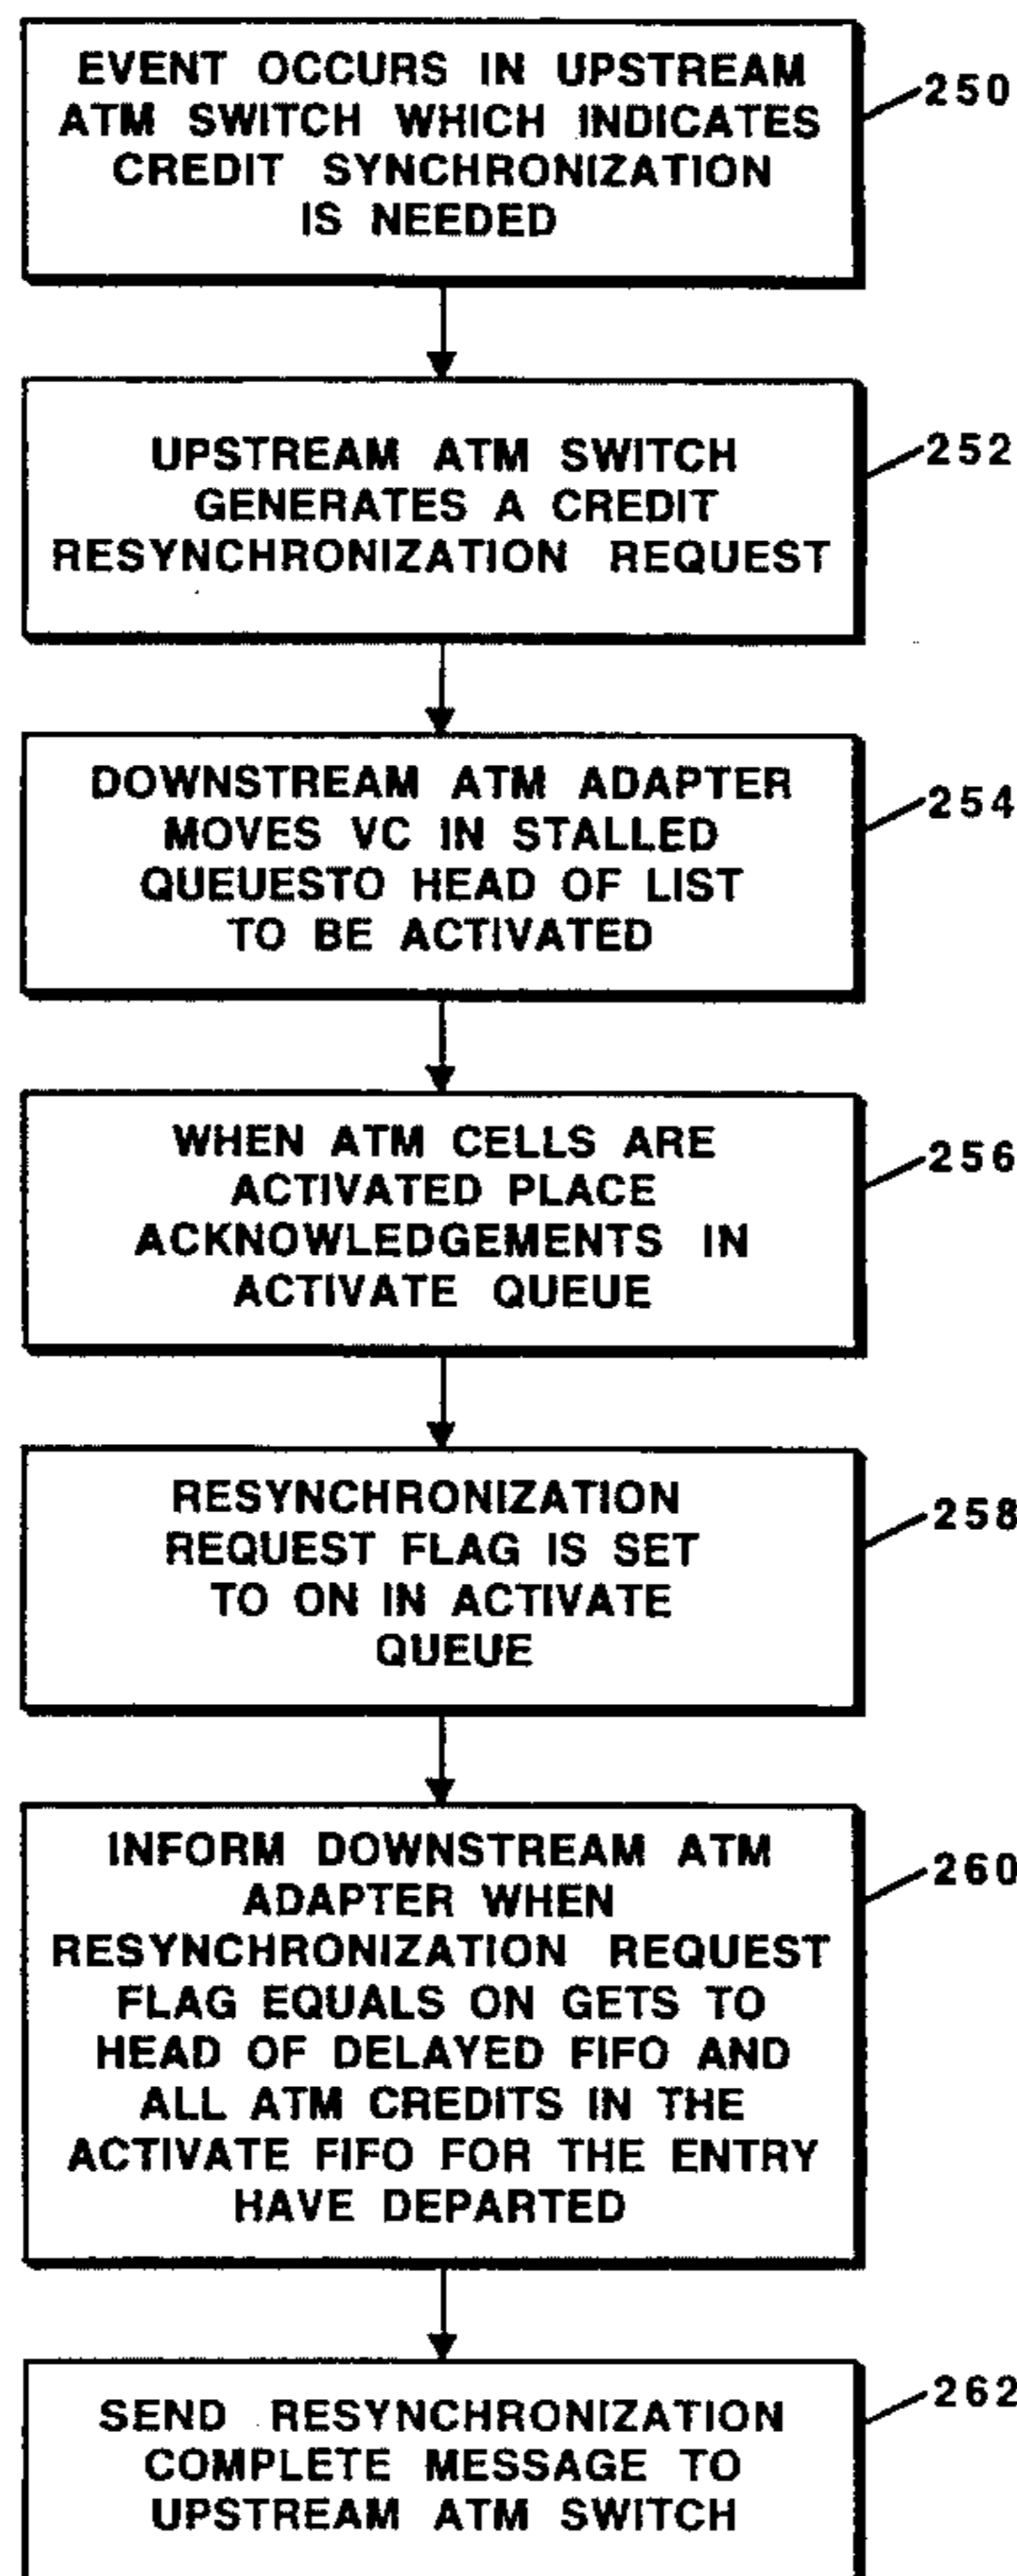 EVENT OCCURS IN UPSTREAM
ATM SWITCH WHICH INDICATES
CREDIT SYNCHRONIZATION
IS NEEDED
250
UPSTREAM ATM SWITCH
GENERATES A CREDIT
RESYNCHRONIZATION REQUEST
252
DOWNSTREAM ATM ADAPTER
MOVES VC IN STALLED
QUEUESTO HEAD OF LIST
TO BE ACTIVATED
254
WHEN ATM CELLS ARE
ACTIVATED PLACE
ACKNOWLEDGEMENTS IN
ACTIVATE QUEUE
256
RESYNCHRONIZATION
REQUEST FLAG IS SET
TO ON IN ACTIVATE
QUEUE
258
INFORM DOWNSTREAM ATM
ADAPTER WHEN
RESYNCHRONIZATION REQUEST
FLAG EQUALS ON GETS TO
HEAD OF DELAYED FIFO AND
ALL ATM CREDITS IN THE
ACTIVATE FIFO FOR THE ENTRY
HAVE DEPARTED
260
SEND RESYNCHRONIZATION
COMPLETE MESSAGE TO
UPSTREAM ATM SWITCH
262